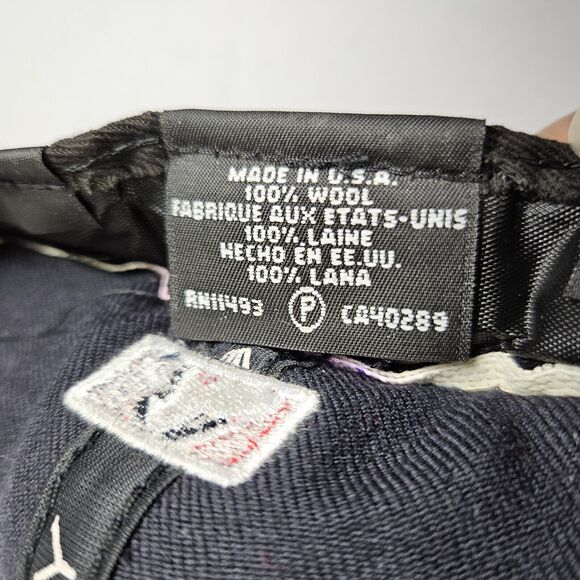 MADE IN U.S.A.
100% WOOL
FABRIQUE AUX ETATS-UNIS
100% LAINE
HECHO EN EE.UU.
100% LANA
RN11493 P CA40289
Y